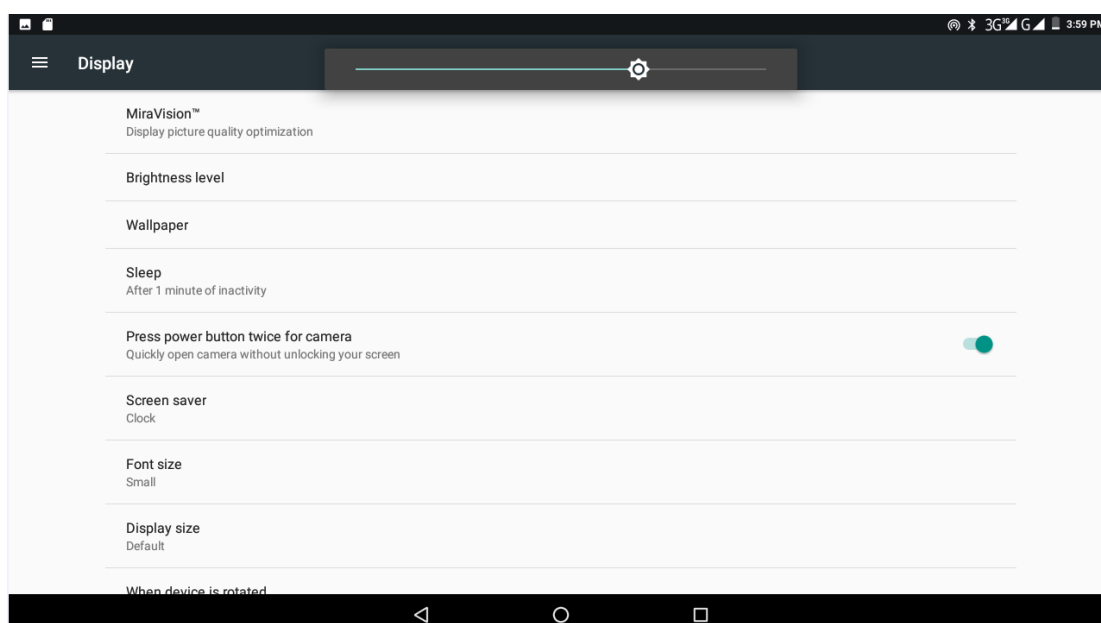 3G 3G G 3:59 PM
Display
MiraVision™
Display picture quality optimization
Brightness level
Wallpaper
Sleep
After 1 minute of inactivity
Press power button twice for camera
Quickly open camera without unlocking your screen
Screen saver
Clock
Font size
Small
Display size
Default
When device is rotated